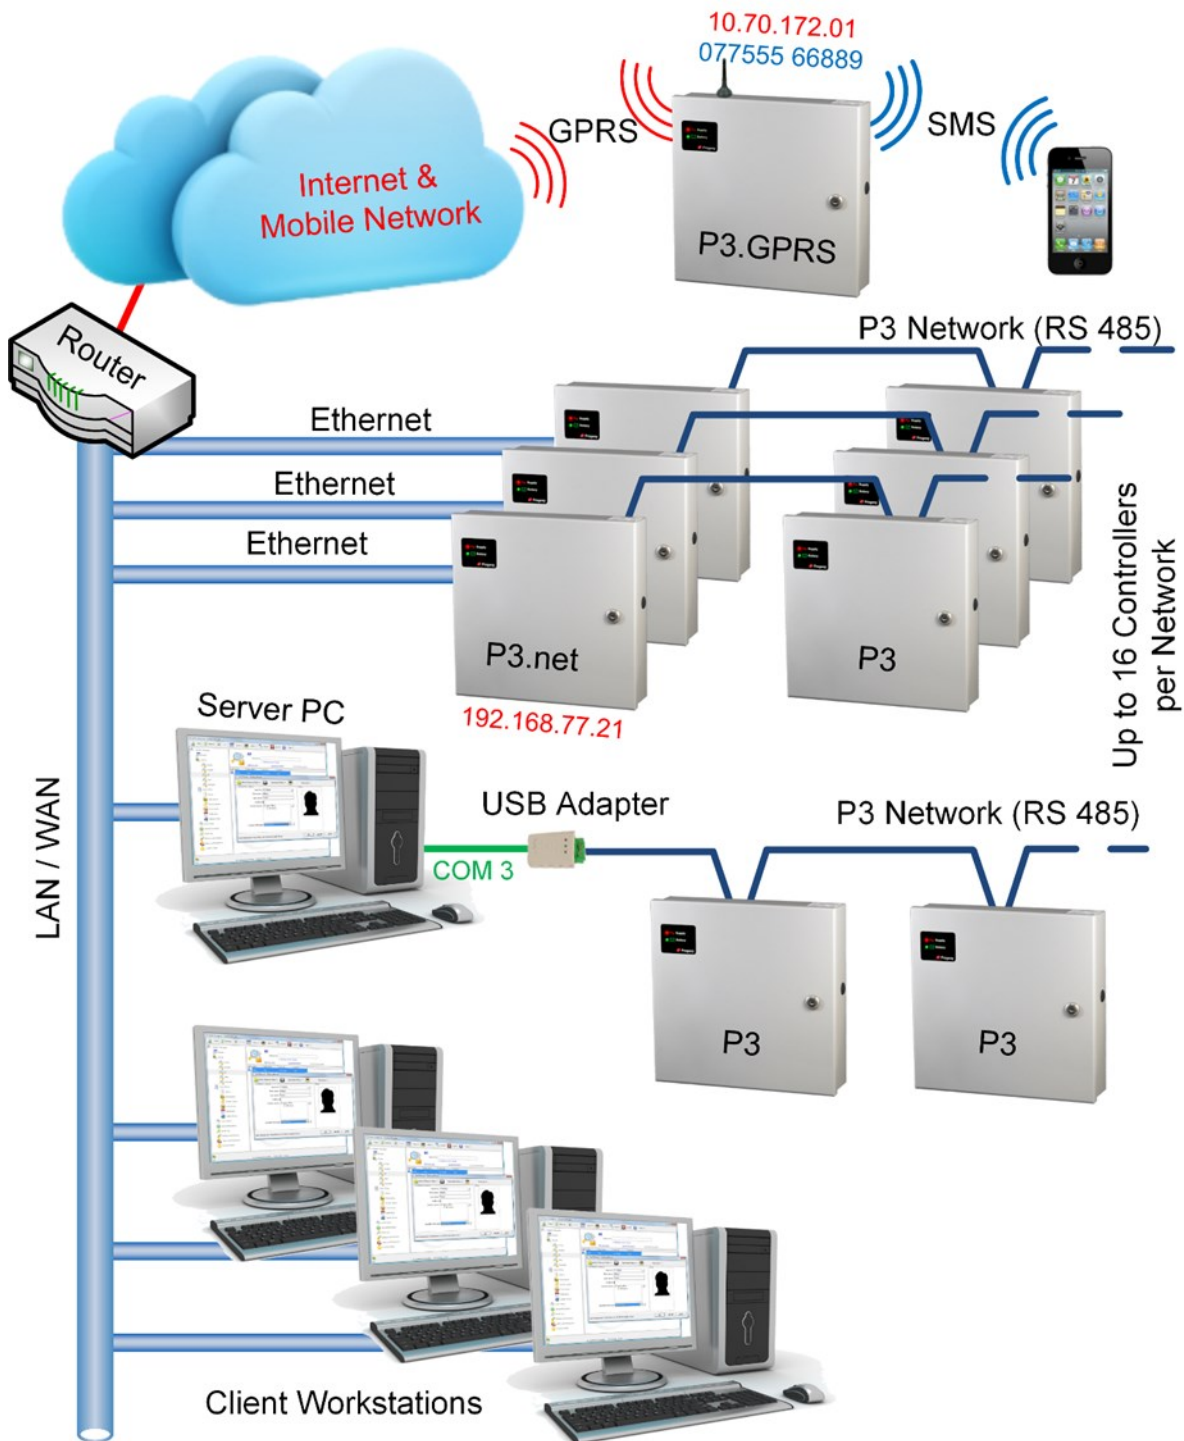 10.70.172.01
077555 66889
GPRS
SMS
Internet &
Mobile Network
P3.GPRS
Router
P3 Network (RS 485)
Ethernet
Ethernet
Ethernet
P3.net
P3
192.168.77.21
Up to 16 Controllers
per Network
Server PC
USB Adapter
COM 3
P3 Network (RS 485)
LAN / WAN
P3
P3
Client Workstations